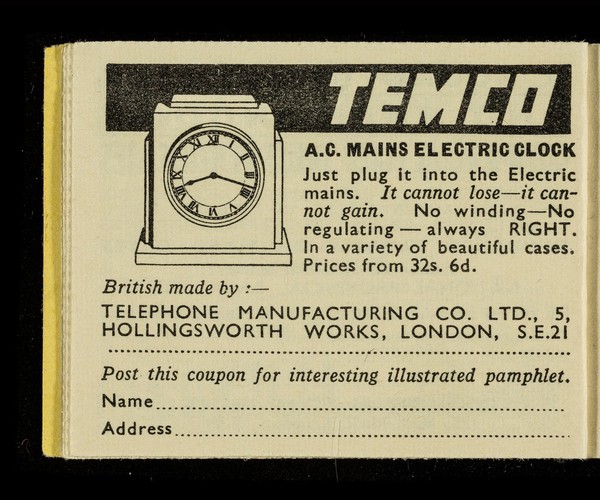 TEMCO
A.C. MAINS ELECTRIC CLOCK
Just plug it into the Electric
mains. It cannot lose—it can-
not gain. No winding—No
regulating — always RIGHT.
In a variety of beautiful cases.
Prices from 32s. 6d.
British made by :—
TELEPHONE MANUFACTURING CO. LTD., 5,
HOLLINGSWORTH WORKS, LONDON, S.E.21
Post this coupon for interesting illustrated pamphlet.
Name
Address